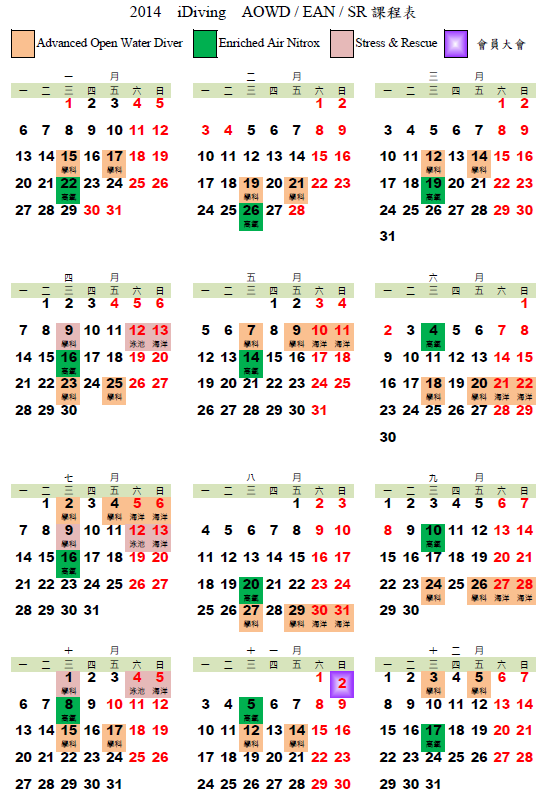 2014 iDiving AOWD / EAN / SR 課程表
Advanced Open Water Diver Enriched Air Nitrox Stress & Rescue 會員大會
一 月
一 二 三 四 五 六 日
1 2 3 4 5
6 7 8 9 10 11 12
13 14 15 16 17 18 19
學科 學科
20 21 22 23 24 25 26
高氧
27 28 29 30 31
二 月
一 二 三 四 五 六 日
1 2
3 4 5 6 7 8 9
10 11 12 13 14 15 16
17 18 19 20 21 22 23
學科 學科
24 25 26 27 28
高氧
三 月
一 二 三 四 五 六 日
1 2
3 4 5 6 7 8 9
10 11 12 13 14 15 16
學科 學科
17 18 19 20 21 22 23
高氧
24 25 26 27 28 29 30
31
四 月
一 二 三 四 五 六 日
1 2 3 4 5 6
7 8 9 10 11 12 13
學科 泳池 海洋
14 15 16 17 18 19 20
高氧
21 22 23 24 25 26 27
學科 學科
28 29 30
五 月
一 二 三 四 五 六 日
1 2 3 4
5 6 7 8 9 10 11
學科 學科 海洋 海洋
12 13 14 15 16 17 18
高氧
19 20 21 22 23 24 25
26 27 28 29 30 31
六 月
一 二 三 四 五 六 日
1
2 3 4 5 6 7 8
高氧
9 10 11 12 13 14 15
16 17 18 19 20 21 22
學科 學科 海洋 海洋
23 24 25 26 27 28 29
30
七 月
一 二 三 四 五 六 日
1 2 3 4 5 6
學科 學科 海洋 海洋
7 8 9 10 11 12 13
學科 泳池 海洋
14 15 16 17 18 19 20
高氧
21 22 23 24 25 26 27
28 29 30 31
八 月
一 二 三 四 五 六 日
1 2 3
4 5 6 7 8 9 10
11 12 13 14 15 16 17
18 19 20 21 22 23 24
高氧
25 26 27 28 29 30 31
學科 學科 海洋 海洋
九 月
一 二 三 四 五 六 日
1 2 3 4 5 6 7
8 9 10 11 12 13 14
高氧
15 16 17 18 19 20 21
22 23 24 25 26 27 28
學科 學科 海洋 海洋
29 30
十 月
一 二 三 四 五 六 日
1 2 3 4 5
學科 泳池 海洋
6 7 8 9 10 11 12
高氧
13 14 15 16 17 18 19
學科 學科
20 21 22 23 24 25 26
27 28 29 30 31
十 一 月
一 二 三 四 五 六 日
1 2
3 4 5 6 7 8 9
高氧
10 11 12 13 14 15 16
學科 學科
17 18 19 20 21 22 23
24 25 26 27 28 29 30
十 二 月
一 二 三 四 五 六 日
1 2 3 4 5 6 7
學科 學科
8 9 10 11 12 13 14
15 16 17 18 19 20 21
高氧
22 23 24 25 26 27 28
29 30 31